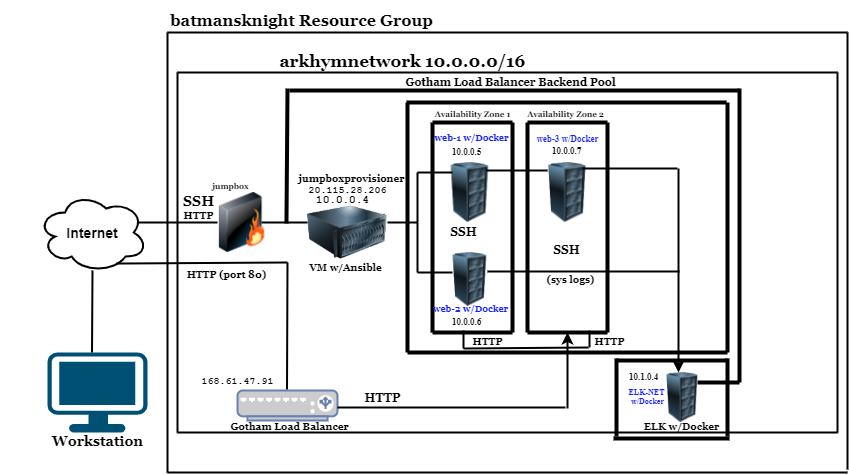 batmansknight Resource Group
arkhymnetwork 10.0.0.0/16
Gotham Load Balancer Backend Pool
Availability Zone 1
Availability Zone 2
web-1 w/Docker
10.0.0.5
web-3 w/Docker
10.0.0.7
jumpbox
jumpboxprovisioner
20.115.28.206
10.0.0.4
SSH
HTTP
Internet
SSH
SSH
VM w/Ansible
HTTP (port 80)
(sys logs)
web-2 w/Docker
10.0.0.6
HTTP
HTTP
168.61.47.91
10.1.0.4
ELK-NET
w/Docker
HTTP
Gotham Load Balancer
ELK w/Docker
Workstation